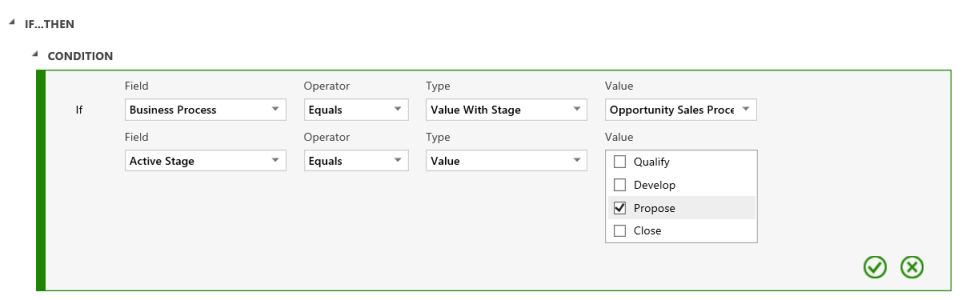 IF...THEN
CONDITION
Field Operator Type Value
If Business Process Equals Value With Stage Opportunity Sales Proce
Field Operator Type Value
Active Stage Equals Value
Qualify
Develop
Propose
Close